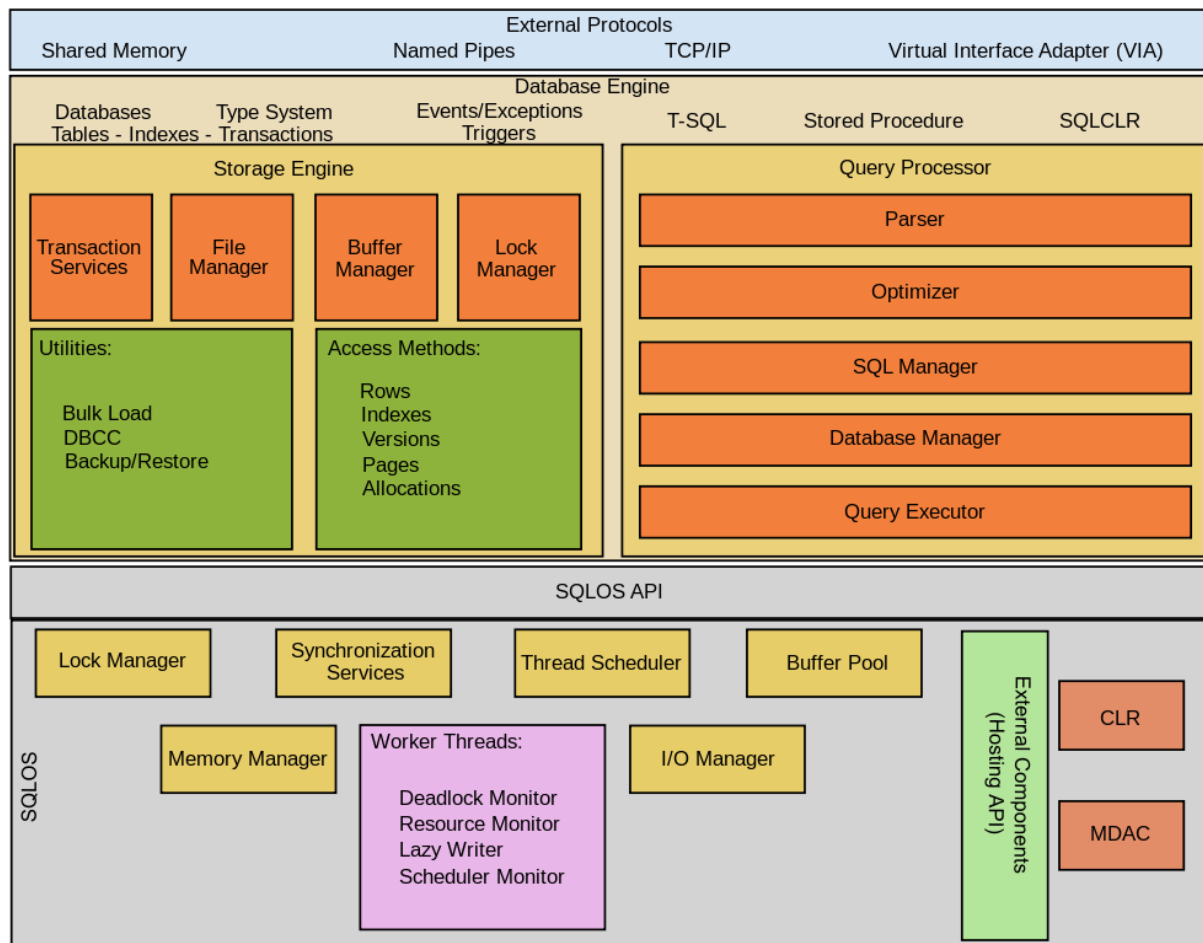 External Protocols
Shared Memory
Named Pipes
TCP/IP
Virtual Interface Adapter (VIA)
Database Engine
Databases
Type System
Tables - Indexes - Transactions
Events/Exceptions
Triggers
T-SQL
Stored Procedure
SQLCLR
Storage Engine
Transaction
Services
File
Manager
Buffer
Manager
Lock
Manager
Utilities:
Bulk Load
DBCC
Backup/Restore
Access Methods:
Rows
Indexes
Versions
Pages
Allocations
Query Processor
Parser
Optimizer
SQL Manager
Database Manager
Query Executor
SQLOS API
SQLOS
Lock Manager
Synchronization
Services
Thread Scheduler
Buffer Pool
Memory Manager
Worker Threads:
Deadlock Monitor
Resource Monitor
Lazy Writer
Scheduler Monitor
I/O Manager
External Components
(Hosting API)
CLR
MDAC